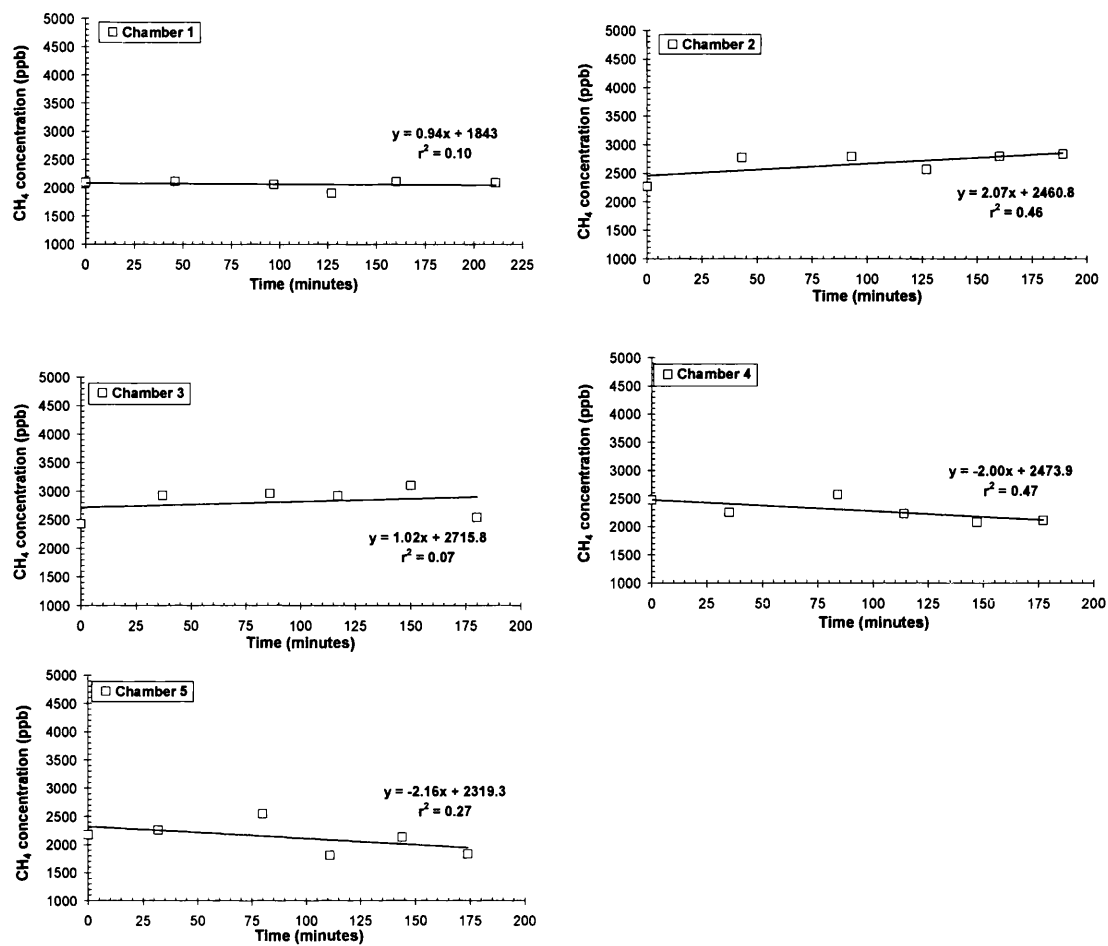 Chamber 1
CH4 concentration (ppb)
5000
4500
4000
3500
3000
2500
2000
1500
1000
y = 0.94x + 1843
r² = 0.10
0 25 50 75 100 125 150 175 200 225
Time (minutes)
Chamber 2
CH4 concentration (ppb)
5000
4500
4000
3500
3000
2500
2000
1500
1000
y = 2.07x + 2460.8
r² = 0.46
0 25 50 75 100 125 150 175 200
Time (minutes)
Chamber 3
CH4 concentration (ppb)
5000
4500
4000
3500
3000
2500
2000
1500
1000
y = 1.02x + 2715.8
r² = 0.07
0 25 50 75 100 125 150 175 200
Time (minutes)
Chamber 4
CH4 concentration (ppb)
5000
4500
4000
3500
3000
2500
2000
1500
1000
y = -2.00x + 2473.9
r² = 0.47
0 25 50 75 100 125 150 175 200
Time (minutes)
Chamber 5
CH4 concentration (ppb)
5000
4500
4000
3500
3000
2500
2000
1500
1000
y = -2.16x + 2319.3
r² = 0.27
0 25 50 75 100 125 150 175 200
Time (minutes)